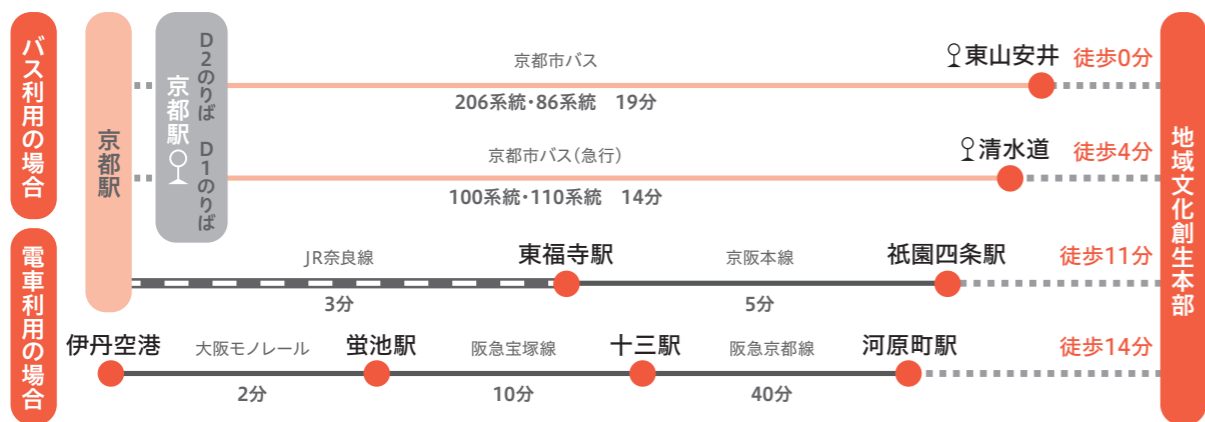 バス利用の場合
電車利用の場合
京都駅
京都駅
D2のりば
D1のりば
京都市バス
206系統・86系統 19分
東山安井
徒歩0分
京都市バス(急行)
100系統・110系統 14分
清水道
徒歩4分
JR奈良線
3分
東福寺駅
京阪本線
5分
祇園四条駅
徒歩11分
伊丹空港
大阪モノレール
2分
蛍池駅
阪急宝塚線
10分
十三駅
阪急京都線
40分
河原町駅
徒歩14分
地域文化創生本部